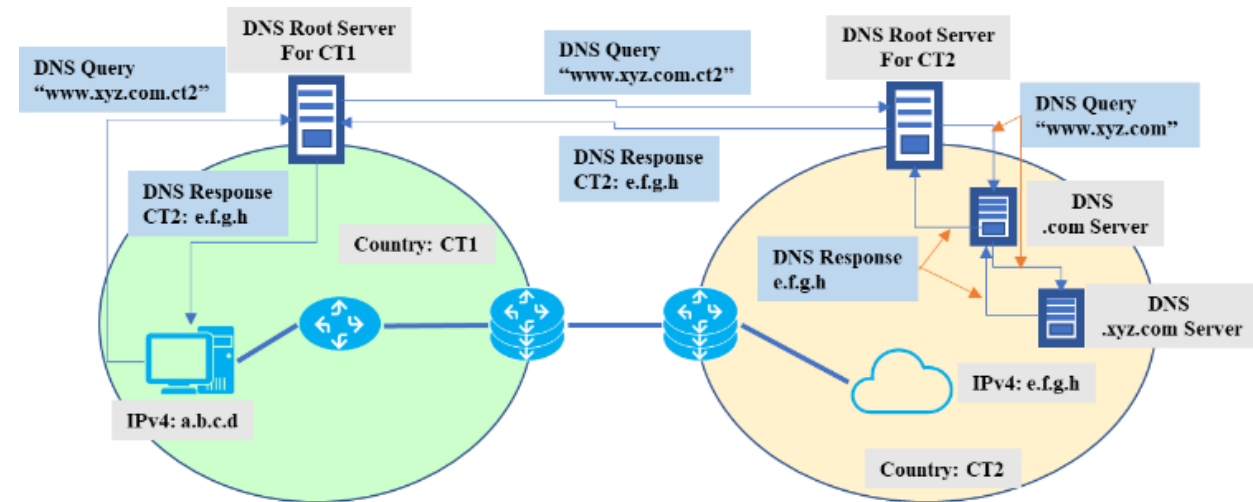 DNS Root Server
For CT1
DNS Query
“www.xyz.com.ct2”
DNS Query
“www.xyz.com.ct2”
DNS Root Server
For CT2
DNS Query
“www.xyz.com”
DNS Response
CT2: e.f.g.h
DNS Response
CT2: e.f.g.h
Country: CT1
DNS
.com Server
DNS Response
e.f.g.h
DNS
.xyz.com Server
IPv4: a.b.c.d
IPv4: e.f.g.h
Country: CT2